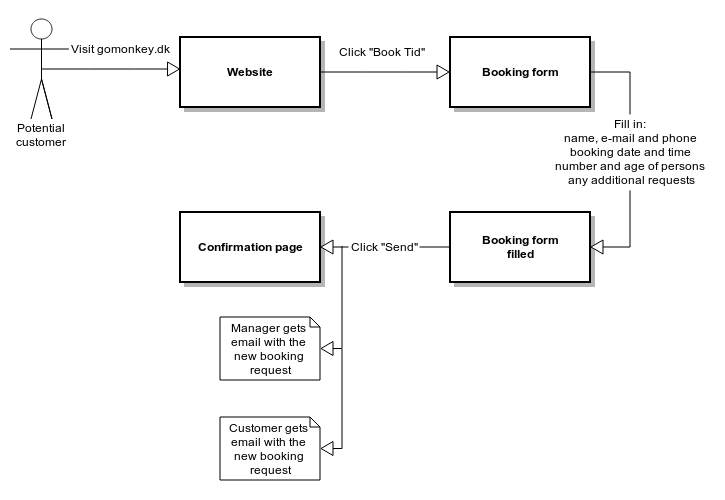 Visit gomonkey.dk
Potential
customer
Website
Click "Book Tid"
Booking form
Fill in:
name, e-mail and phone
booking date and time
number and age of persons
any additional requests
Booking form
filled
Click "Send"
Confirmation page
Manager gets
email with the
new booking
request
Customer gets
email with the
new booking
request